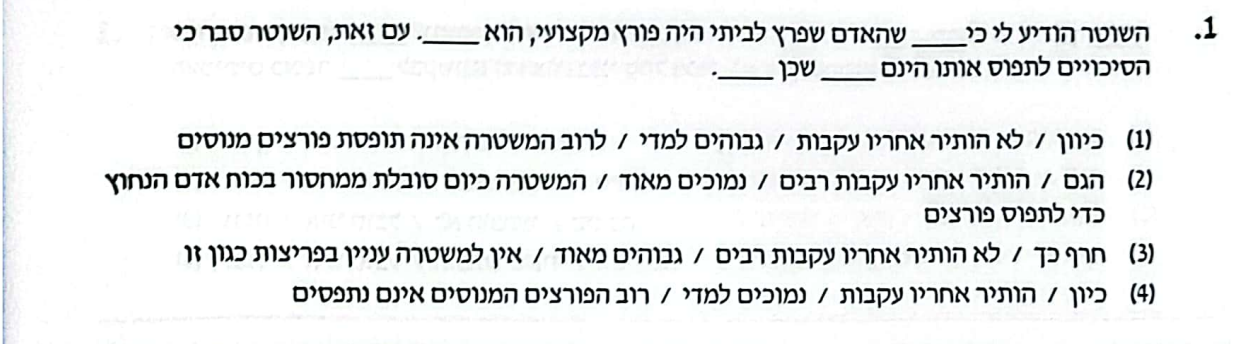 1. השוטר הודיע לי כי____ שהאדם שפרץ לביתי היה פורץ מקצועי, הוא ____. עם זאת, השוטר סבר כי
הסיכויים לתפוס אותו הינם ____ שכן ____.
(1) כיוון / לא הותיר אחריו עקבות / גבוהים למדי / לרוב המשטרה אינה תופסת פורצים מנוסים
(2) הגם / הותיר אחריו עקבות רבים / נמוכים מאוד / המשטרה כיום סובלת ממחסור בכוח אדם הנחוץ
כדי לתפוס פורצים
(3) חרף כך / לא הותיר אחריו עקבות רבים / גבוהים מאוד / אין למשטרה עניין בפריצות כגון זו
(4) כיון / הותיר אחריו עקבות / נמוכים למדי / רוב הפורצים המנוסים אינם נתפסים